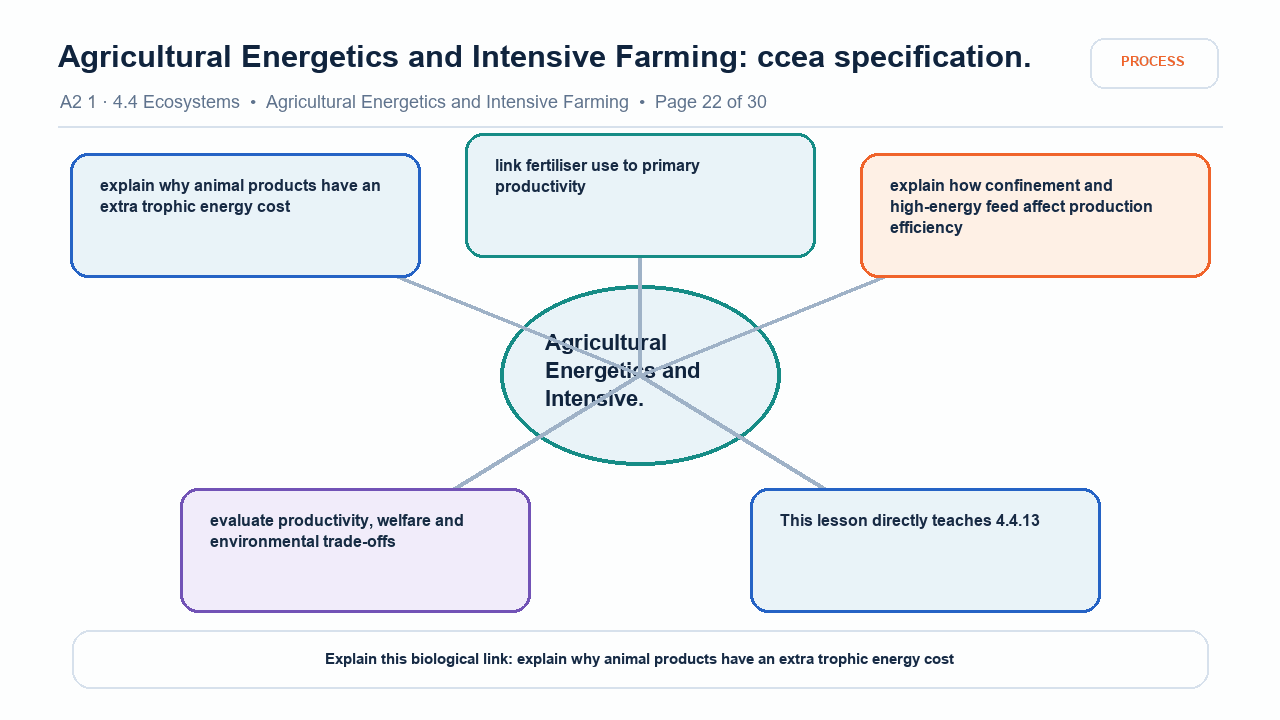 Agricultural Energetics and Intensive Farming: ccea specification.
PROCESS
A2 1 · 4.4 Ecosystems • Agricultural Energetics and Intensive Farming • Page 22 of 30
explain why animal products have an
extra trophic energy cost
link fertiliser use to primary
productivity
explain how confinement and
high-energy feed affect production
efficiency
Agricultural
Energetics and
Intensive.
evaluate productivity, welfare and
environmental trade-offs
This lesson directly teaches 4.4.13
Explain this biological link: explain why animal products have an extra trophic energy cost